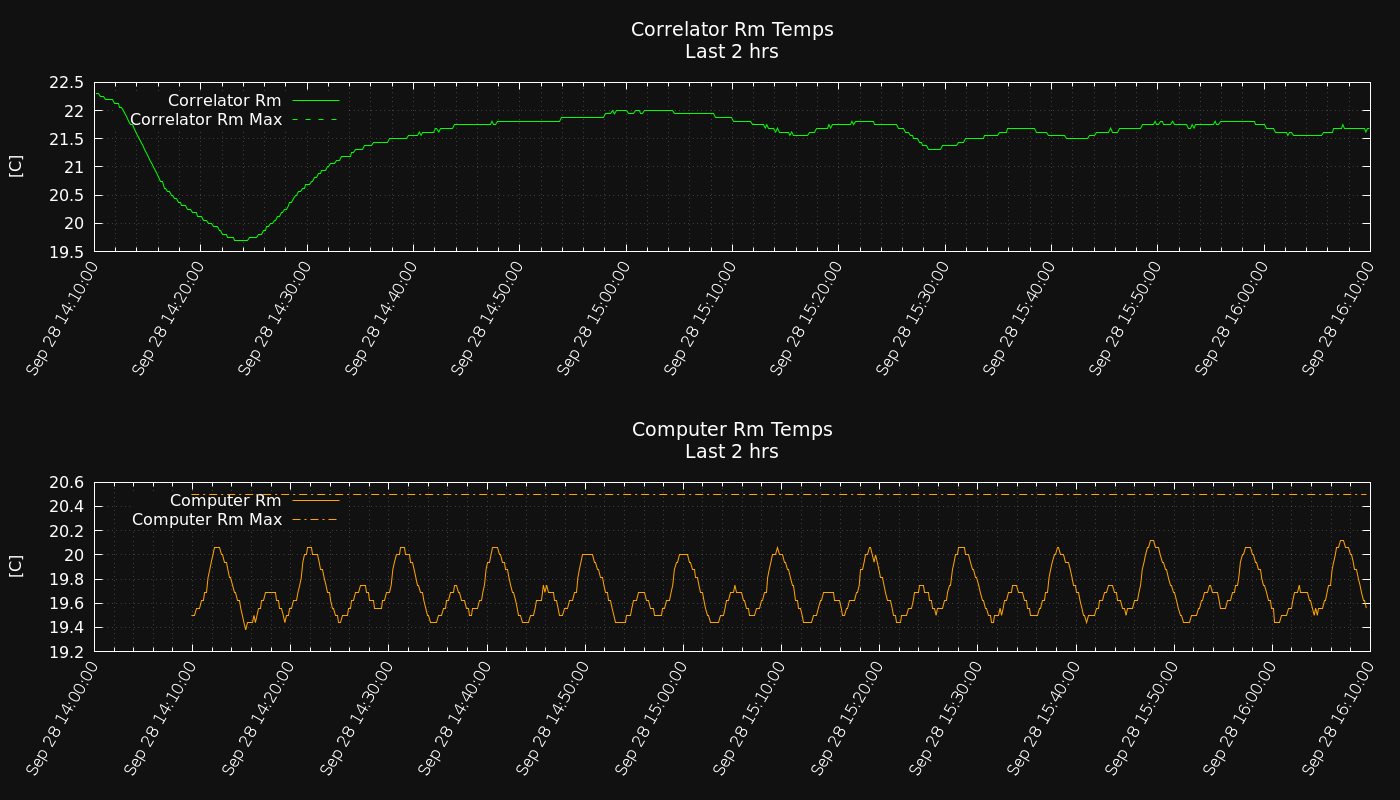 Correlator Rm Temps
Last 2 hrs
22.5
22
21.5
21
20.5
20
19.5
[C]
Correlator Rm
Correlator Rm Max
Sep 28 14:10:00
Sep 28 14:20:00
Sep 28 14:30:00
Sep 28 14:40:00
Sep 28 14:50:00
Sep 28 15:00:00
Sep 28 15:10:00
Sep 28 15:20:00
Sep 28 15:30:00
Sep 28 15:40:00
Sep 28 15:50:00
Sep 28 16:00:00
Sep 28 16:10:00
Computer Rm Temps
Last 2 hrs
20.6
20.4
20.2
20
19.8
19.6
19.4
19.2
[C]
Computer Rm
Computer Rm Max
Sep 28 14:00:00
Sep 28 14:10:00
Sep 28 14:20:00
Sep 28 14:30:00
Sep 28 14:40:00
Sep 28 14:50:00
Sep 28 15:00:00
Sep 28 15:10:00
Sep 28 15:20:00
Sep 28 15:30:00
Sep 28 15:40:00
Sep 28 15:50:00
Sep 28 16:00:00
Sep 28 16:10:00